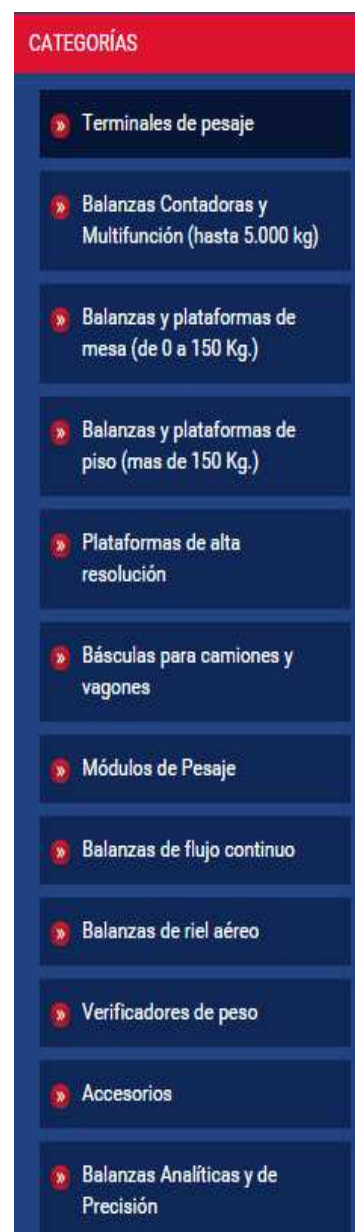 CATEGORÍAS
Terminales de pesaje
Balanzas Contadoras y
Multifunción (hasta 5.000 kg)
Balanzas y plataformas de
mesa (de 0 a 150 Kg.)
Balanzas y plataformas de
piso (mas de 150 Kg.)
Plataformas de alta
resolución
Básculas para camiones y
vagones
Módulos de Pesaje
Balanzas de flujo continuo
Balanzas de riel aéreo
Verificadores de peso
Accesorios
Balanzas Analíticas y de
Precisión